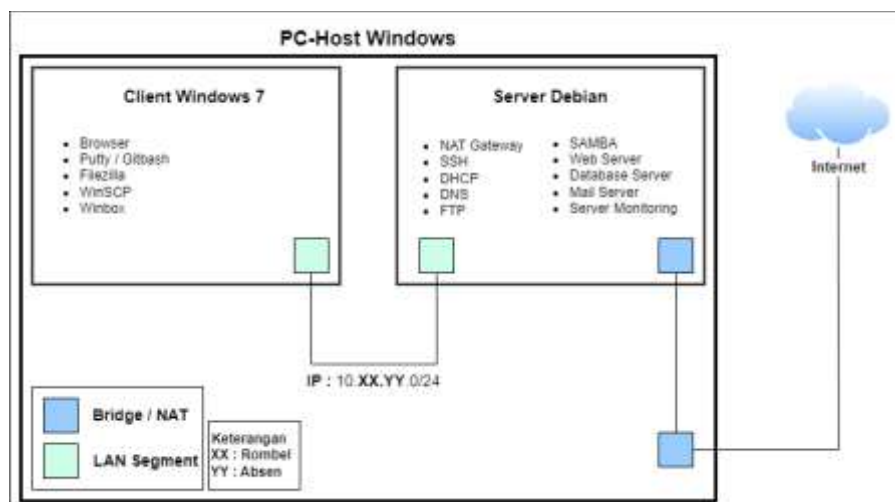 PC-Host Windows
Client Windows 7
Browser
Putty / Gitbash
Filezilla
WinSCP
Winbox
Server Debian
NAT Gateway
SSH
DHCP
DNS
FTP
SAMBA
Web Server
Database Server
Mail Server
Server Monitoring
Internet
IP : 10.XX.YY.0/24
Bridge / NAT
LAN Segment
Keterangan
XX : Rombel
YY : Absen